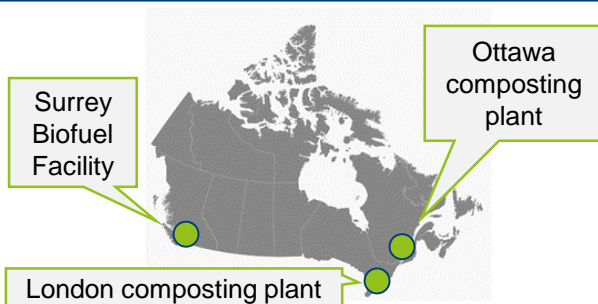 Surrey
Biofuel
Facility
Ottawa
composting
plant
London composting plant